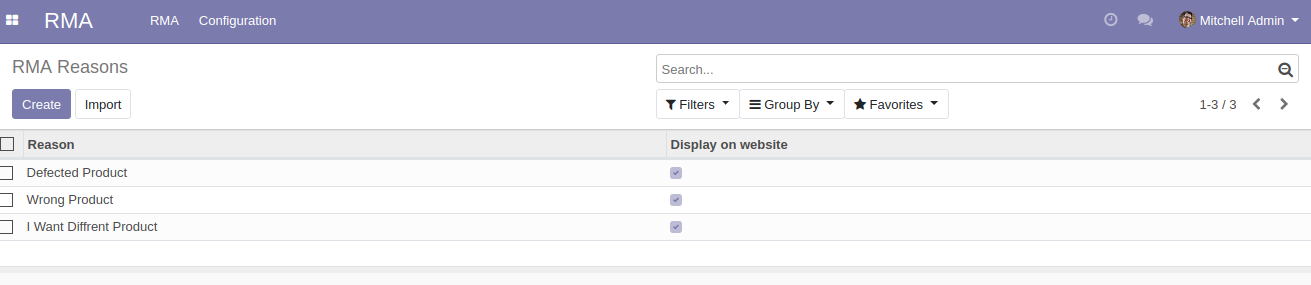 RMA RMA Configuration Mitchell Admin
RMA Reasons Search...
Create Import Filters Group By Favorites 1-3 / 3
Reason Display on website
Defected Product
Wrong Product
I Want Diffrent Product